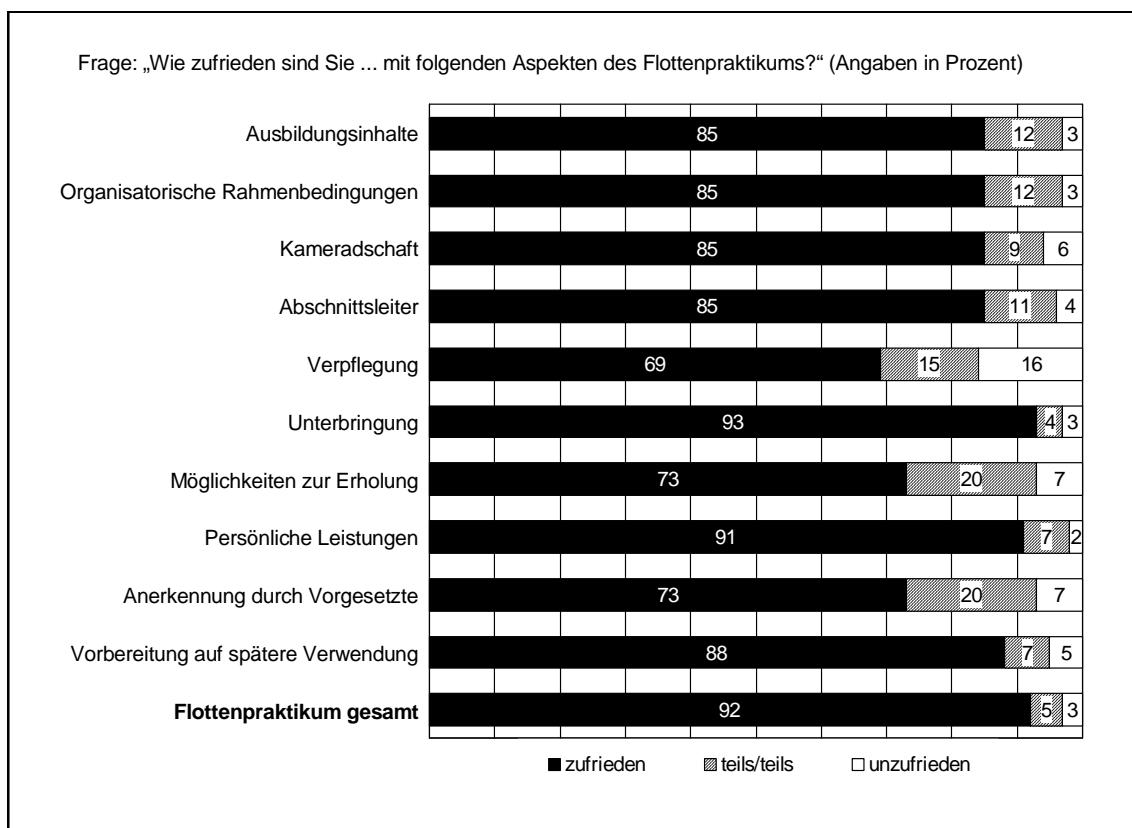 Frage: „Wie zufrieden sind Sie ... mit folgenden Aspekten des Flottenpraktikums?“ (Angaben in Prozent)
Ausbildungsinhalte 85 12 3
Organisatorische Rahmenbedingungen 85 12 3
Kameradschaft 85 9 6
Abschnittsleiter 85 11 4
Verpflegung 69 15 16
Unterbringung 93 4 3
Möglichkeiten zur Erholung 73 20 7
Persönliche Leistungen 91 7 2
Anerkennung durch Vorgesetzte 73 20 7
Vorbereitung auf spätere Verwendung 88 7 5
Flottenpraktikum gesamt 92 5 3
zufrieden teils/teils unzufrieden